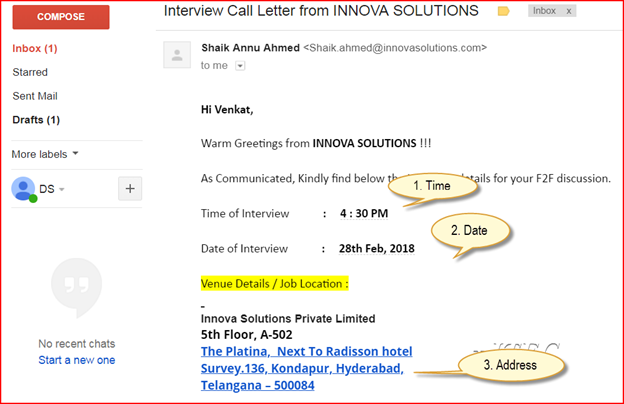 COMPOSE
Inbox (1)
Starred
Sent Mail
Drafts (1)
More labels
DS
+
No recent chats
Start a new one
Interview Call Letter from INNOVA SOLUTIONS
Inbox x
Shaik Annu Ahmed <Shaik.ahmed@innovasolutions.com>
to me
Hi Venkat,
Warm Greetings from INNOVA SOLUTIONS !!!
As Communicated, Kindly find below the details for your F2F discussion.
1. Time
Time of Interview : 4 : 30 PM
2. Date
Date of Interview : 28th Feb, 2018
Venue Details / Job Location :
Innova Solutions Private Limited
5th Floor, A-502
The Platina, Next To Radisson hotel
Survey.136, Kondapur, Hyderabad,
3. Address
Telangana – 500084